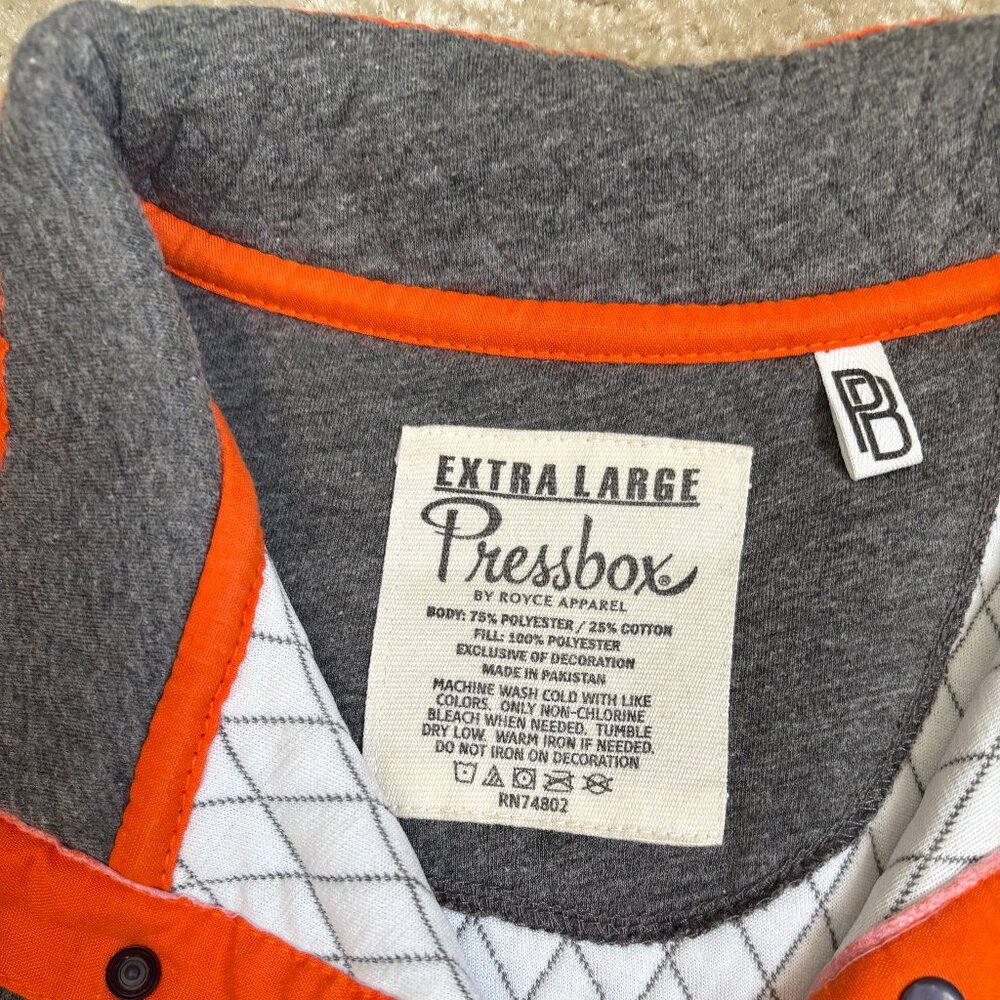 PB
EXTRA LARGE
Pressbox®
BY ROYCE APPAREL
BODY: 75% POLYESTER / 25% COTTON
FILL: 100% POLYESTER
EXCLUSIVE OF DECORATION
MADE IN PAKISTAN
MACHINE WASH COLD WITH LIKE
COLORS. ONLY NON-CHLORINE
BLEACH WHEN NEEDED. TUMBLE
DRY LOW. WARM IRON IF NEEDED.
DO NOT IRON ON DECORATION
RN74802